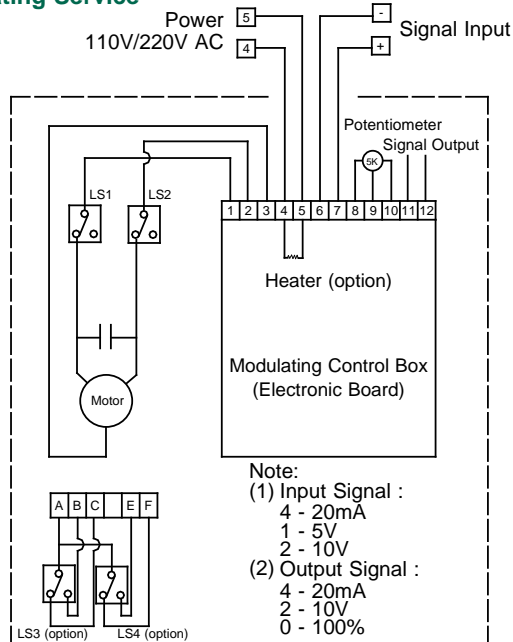 Power 5
110V/220V AC 4
- Signal Input
+
Potentiometer
Signal Output
5K
LS1 LS2
1 2 3 4 5 6 7 8 9 10 11 12
Heater (option)
Modulating Control Box
(Electronic Board)
Motor
Note:
(1) Input Signal :
4 - 20mA
1 - 5V
2 - 10V
(2) Output Signal :
4 - 20mA
2 - 10V
0 - 100%
A B C E F
LS3 (option) LS4 (option)